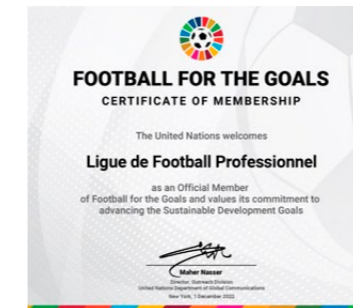 FOOTBALL FOR THE GOALS
CERTIFICATE OF MEMBERSHIP
The United Nations welcomes
Ligue de Football Professionnel
as an Official Member
of Football for the Goals and values its commitment to
advancing the Sustainable Development Goals
Maher Nasser
Director, Outreach Division
United Nations Department of Global Communications
New York, 1 December 2022